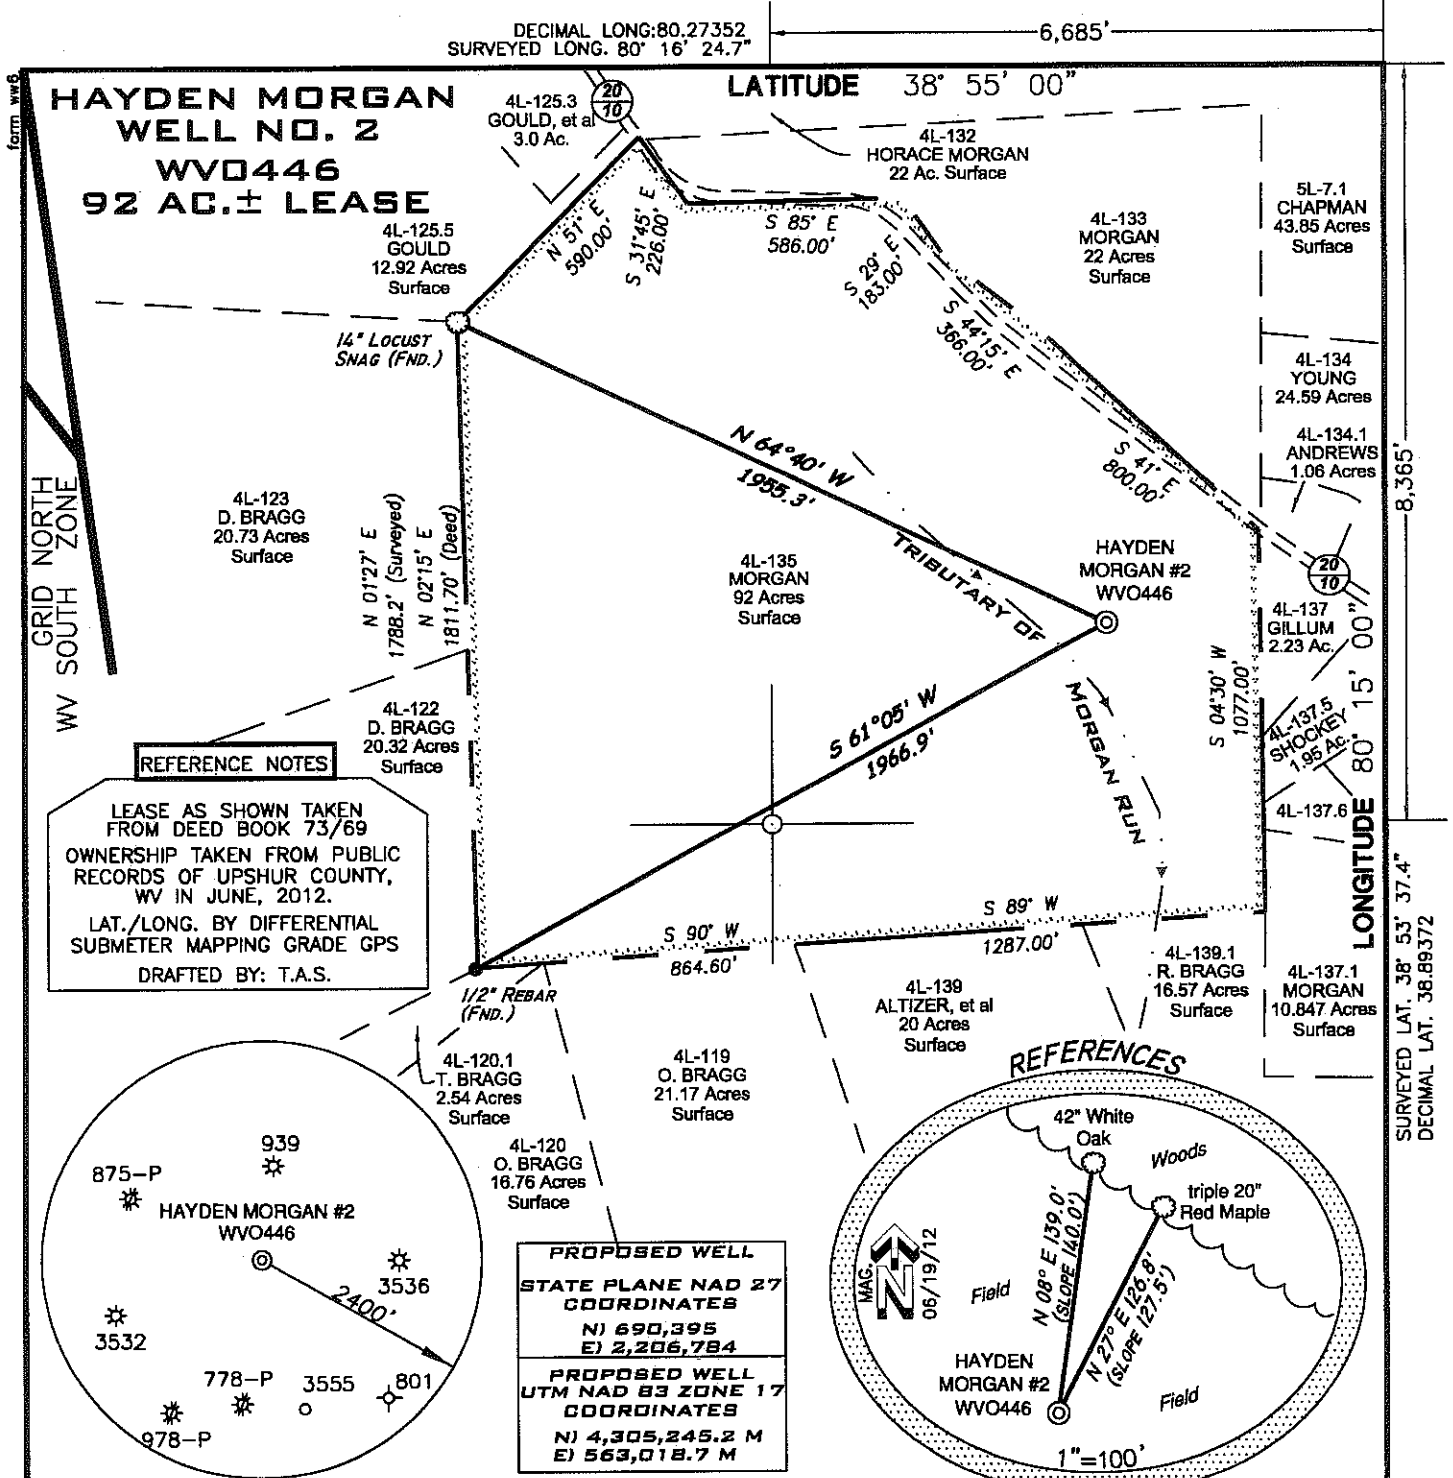 DECIMAL LONG:80.27352
SURVEYED LONG. 80° 16' 24.7"
6,685'
form ww6
HAYDEN MORGAN
WELL NO. 2
WVO446
92 AC.± LEASE
LATITUDE 38° 55' 00"
20
10
4L-125.3
GOULD, et al
3.0 Ac.
4L-132
HORACE MORGAN
22 Ac. Surface
5L-7.1
CHAPMAN
43.85 Acres
Surface
4L-133
MORGAN
22 Acres
Surface
4L-125.5
GOULD
12.92 Acres
Surface
N 51° E
590.00'
S 31°45' E
226.00'
S 85° E
586.00'
S 29° E
183.00'
S 44°15' E
366.00'
S 41° E
800.00'
14" LOCUST
SNAG (FND.)
4L-134
YOUNG
24.59 Acres
4L-134.1
ANDREWS
1.06 Acres
8,365'
N 64°40' W
1955.3'
GRID NORTH
WV SOUTH ZONE
4L-123
D. BRAGG
20.73 Acres
Surface
N 01°27' E
1788.2' (Surveyed)
N 02°15' E
1811.70' (Deed)
4L-135
MORGAN
92 Acres
Surface
TRIBUTARY OF
MORGAN RUN
HAYDEN
MORGAN #2
WVO446
20
10
4L-137
GILLUM
2.23 Ac.
S 04°30' W
1077.00'
4L-137.5
SHOCKEY
1.95 Ac.
4L-137.6
LONGITUDE 80° 15' 00"
4L-122
D. BRAGG
20.32 Acres
Surface
S 61°05' W
1966.9'
REFERENCE NOTES
LEASE AS SHOWN TAKEN
FROM DEED BOOK 73/69
OWNERSHIP TAKEN FROM PUBLIC
RECORDS OF UPSHUR COUNTY,
WV IN JUNE, 2012.
LAT./LONG. BY DIFFERENTIAL
SUBMETER MAPPING GRADE GPS
DRAFTED BY: T.A.S.
S 90° W
864.60'
S 89° W
1287.00'
1/2" REBAR
(FND.)
4L-139
ALTIZER, et al
20 Acres
Surface
4L-139.1
R. BRAGG
16.57 Acres
Surface
4L-137.1
MORGAN
10.847 Acres
Surface
SURVEYED LAT. 38° 53' 37.4"
DECIMAL LAT. 38.89372
4L-120.1
T. BRAGG
2.54 Acres
Surface
4L-119
O. BRAGG
21.17 Acres
Surface
4L-120
O. BRAGG
16.76 Acres
Surface
939
875-P
HAYDEN MORGAN #2
WVO446
3536
2400'
3532
778-P
3555
801
978-P
PROPOSED WELL
STATE PLANE NAD 27
COORDINATES
N) 690,395
E) 2,206,784
PROPOSED WELL
UTM NAD 83 ZONE 17
COORDINATES
N) 4,305,245.2 M
E) 563,018.7 M
REFERENCES
42" White
Oak
Woods
triple 20"
Red Maple
MAG. N
06/19/12
Field
N 08° E 139.0'
(SLOPE 140.0')
N 27° E 126.8'
(SLOPE 127.5')
HAYDEN
MORGAN #2
WVO446
Field
1"=100'